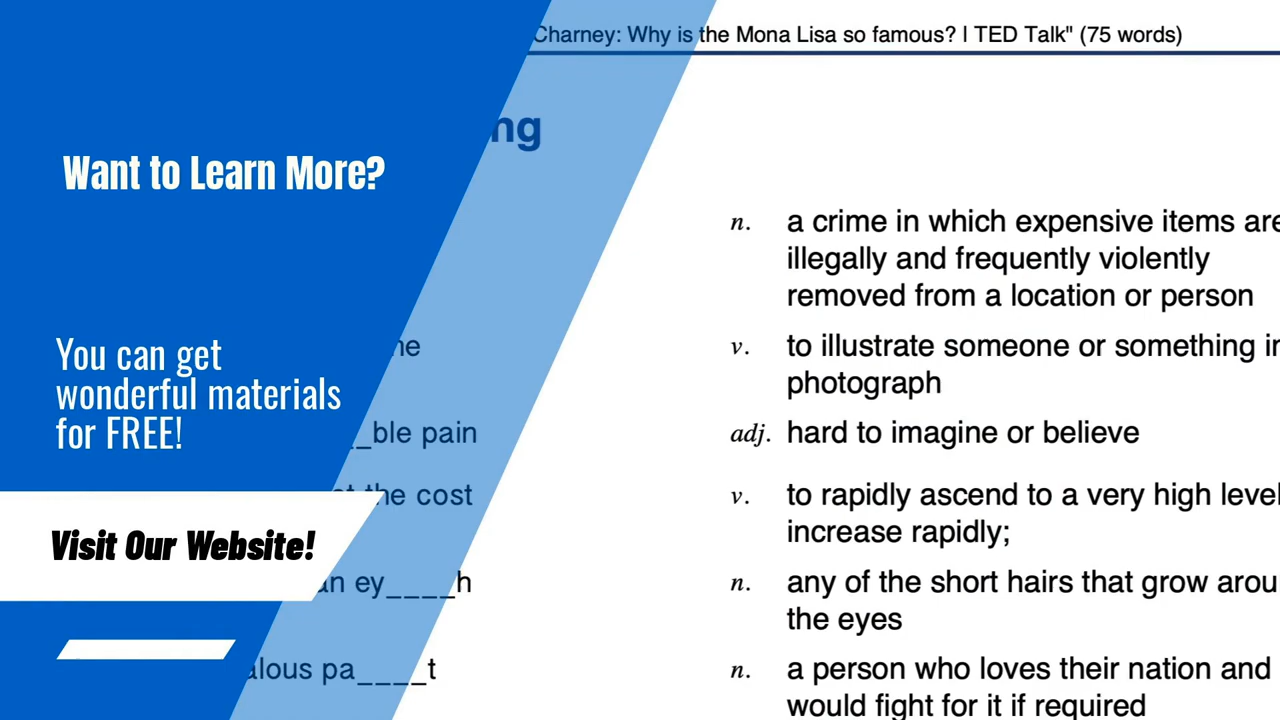 Charney: Why is the Mona Lisa so famous? | TED Talk" (75 words)
ng
Want to Learn More?
You can get
wonderful materials
for FREE!
Visit Our Website!
n. a crime in which expensive items are
illegally and frequently violently
removed from a location or person
he
v. to illustrate someone or something in
photograph
_ble pain
adj. hard to imagine or believe
the cost
v. to rapidly ascend to a very high level
increase rapidly;
an ey____h
n. any of the short hairs that grow arou
the eyes
alous pa____t
n. a person who loves their nation and
would fight for it if required